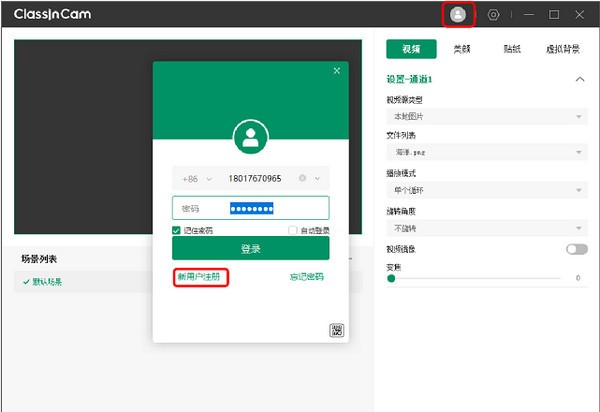 ClassInCam
视频 美颜 贴纸 虚拟背景
设置-通道1
视频源类型
本地图片
文件列表
海洋.png
播放模式
单个循环
旋转角度
不旋转
视频镜像
变焦
0
+86 18017670965
密码
记住密码 自动登录
登录
新用户注册 忘记密码
场景列表
默认场景